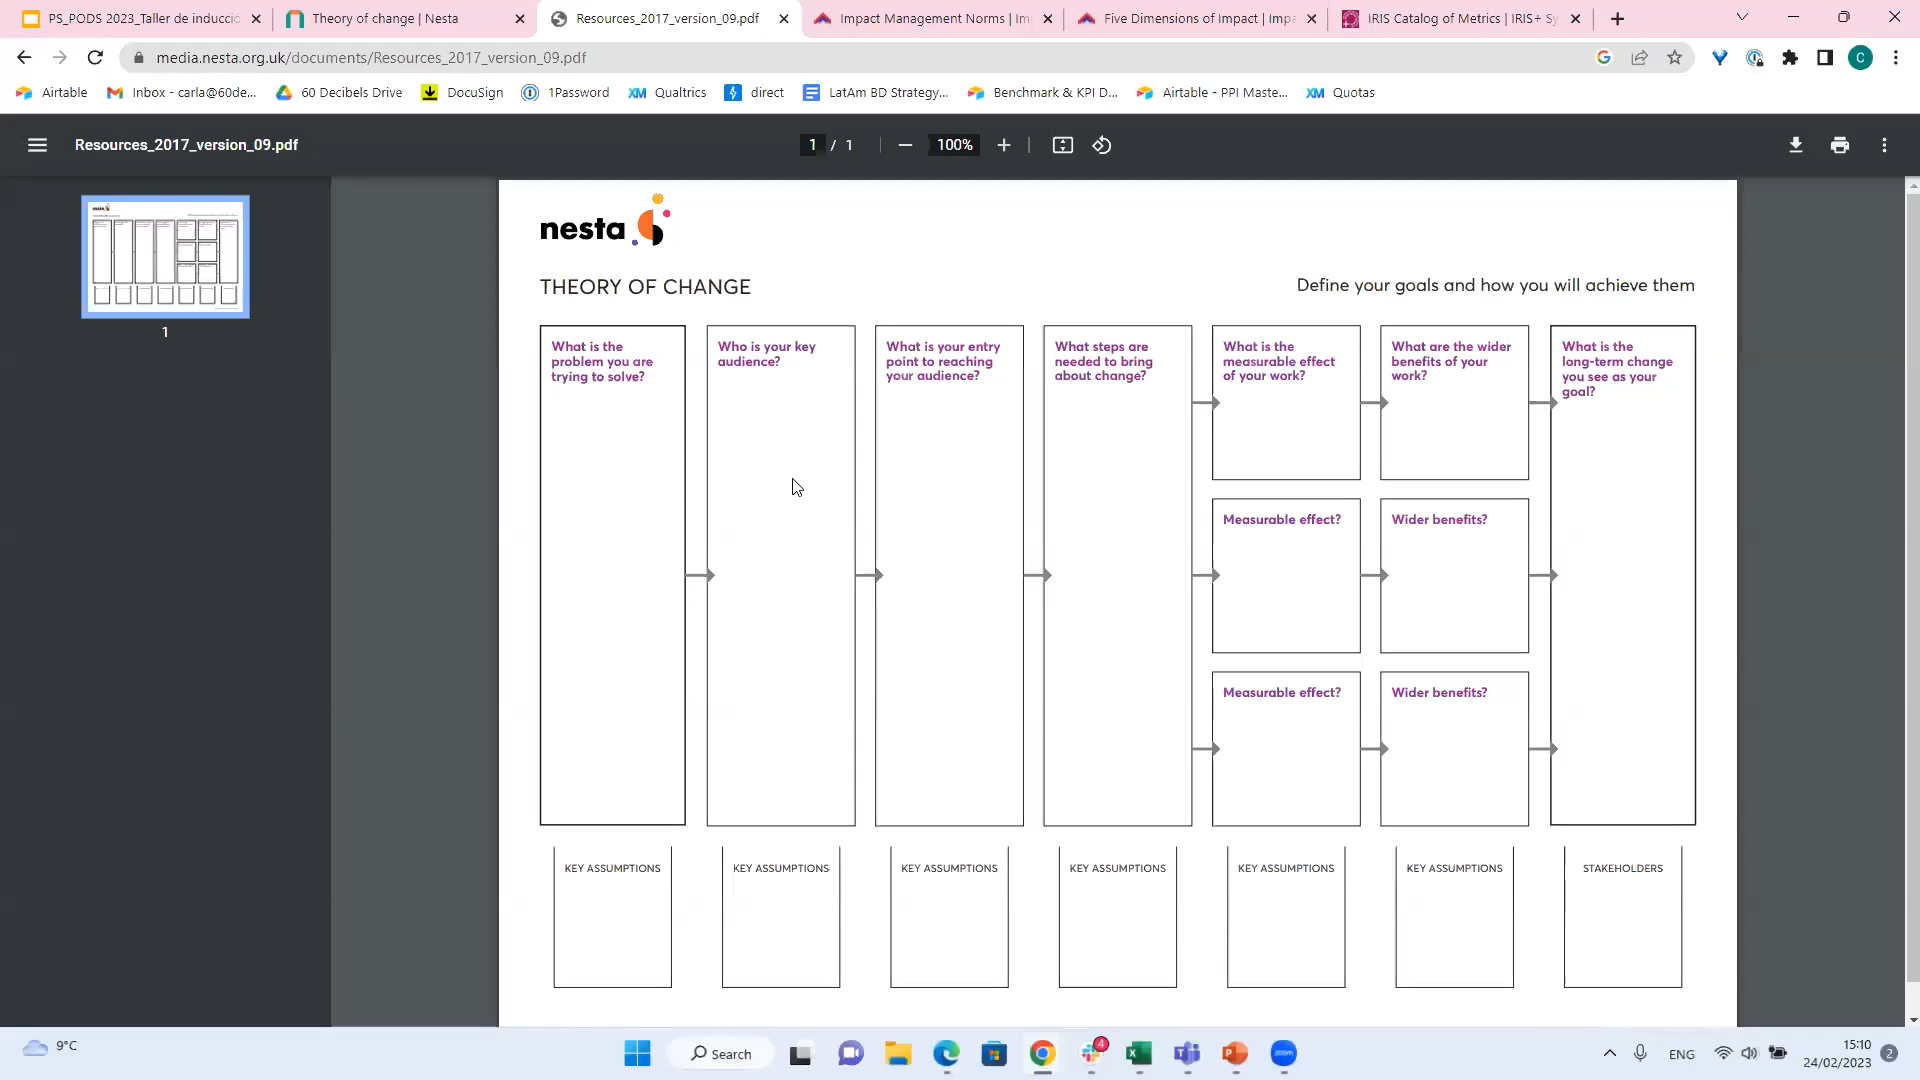 PS_PODS 2023_Taller de inducció
Theory of change | Nesta
Resources_2017_version_09.pdf
Impact Management Norms | Im
Five Dimensions of Impact | Impa
IRIS Catalog of Metrics | IRIS+ Sy
media.nesta.org.uk/documents/Resources_2017_version_09.pdf
C
Airtable
Inbox - carla@60de...
60 Decibels Drive
DocuSign
1Password
XM Qualtrics
direct
LatAm BD Strategy...
Benchmark & KPI D...
Airtable - PPI Maste...
XM Quotas
Resources_2017_version_09.pdf
1 / 1
100%
1
nesta
THEORY OF CHANGE
Define your goals and how you will achieve them
What is the
problem you are
trying to solve?
Who is your key
audience?
What is your entry
point to reaching
your audience?
What steps are
needed to bring
about change?
What is the
measurable effect
of your work?
What are the wider
benefits of your
work?
What is the
long-term change
you see as your
goal?
Measurable effect?
Wider benefits?
Measurable effect?
Wider benefits?
KEY ASSUMPTIONS
KEY ASSUMPTIONS
KEY ASSUMPTIONS
KEY ASSUMPTIONS
KEY ASSUMPTIONS
KEY ASSUMPTIONS
STAKEHOLDERS
9°C
Search
4
zoom
ENG
15:10
24/02/2023
2